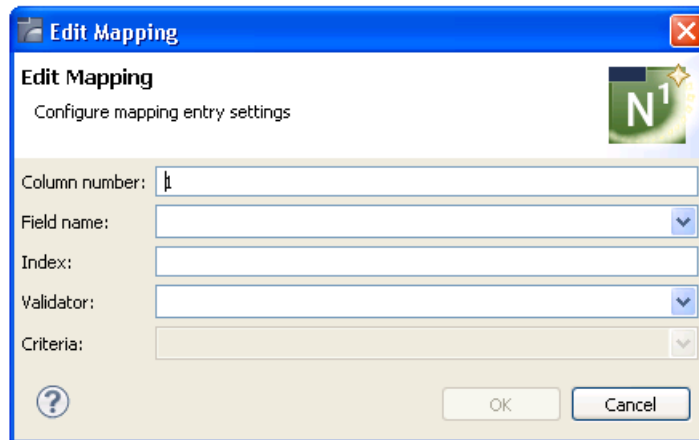 Edit Mapping
Edit Mapping
Configure mapping entry settings
N1
Column number: 1
Field name:
Index:
Validator:
Criteria:
?
OK Cancel